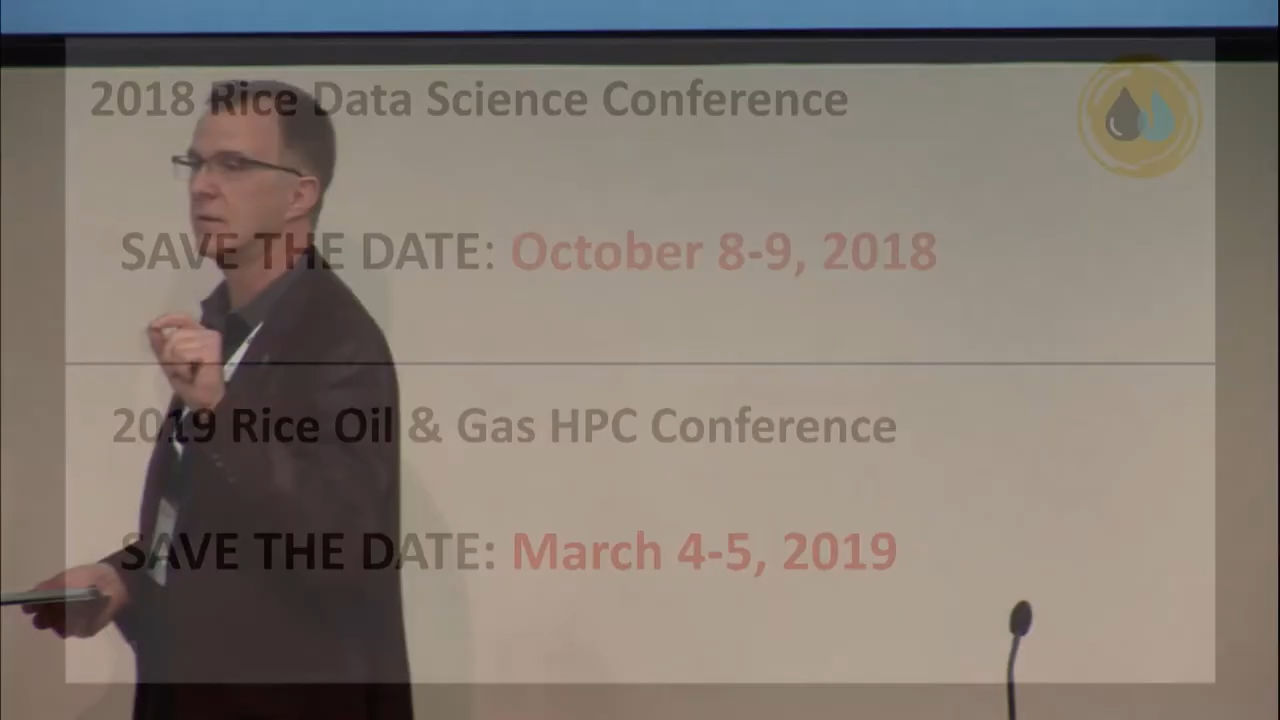 2018 Rice Data Science Conference
SAVE THE DATE: October 8-9, 2018
2019 Rice Oil & Gas HPC Conference
SAVE THE DATE: March 4-5, 2019